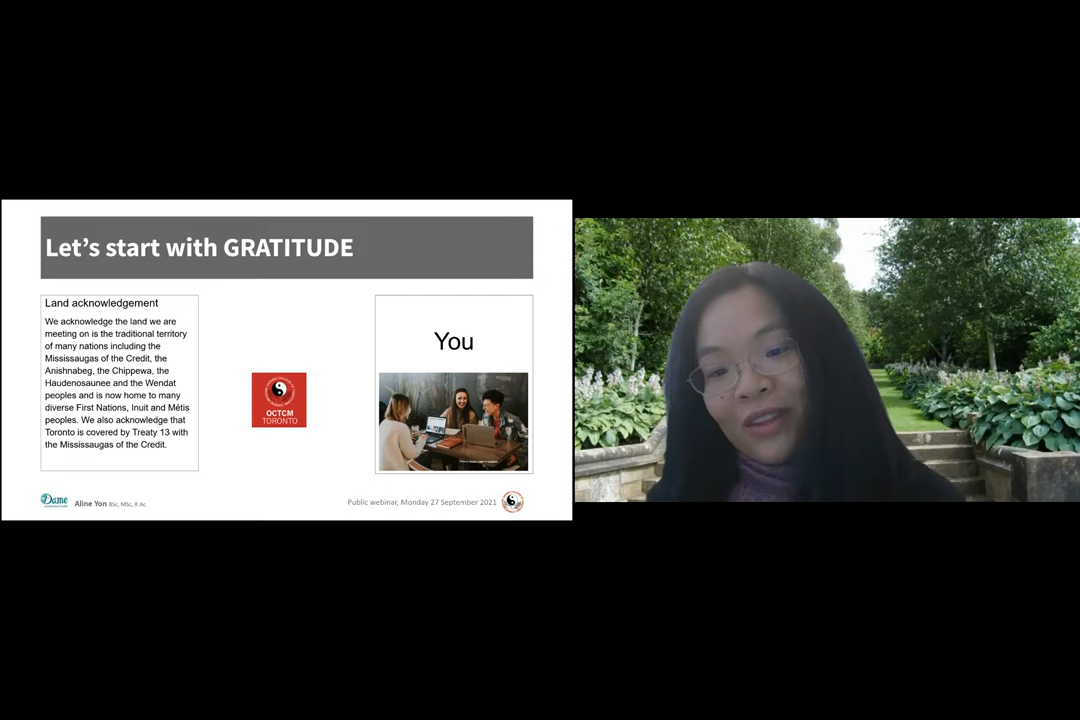 Let’s start with GRATITUDE
Land acknowledgement
We acknowledge the land we are
meeting on is the traditional territory
of many nations including the
Mississaugas of the Credit, the
Anishnabeg, the Chippewa, the
Haudenosaunee and the Wendat
peoples and is now home to many
diverse First Nations, Inuit and Métis
peoples. We also acknowledge that
Toronto is covered by Treaty 13 with
the Mississaugas of the Credit.
OCTCM
TORONTO
You
Dame
Aline Yon BSc, MSc, R.Ac
Public webinar, Monday 27 September 2021